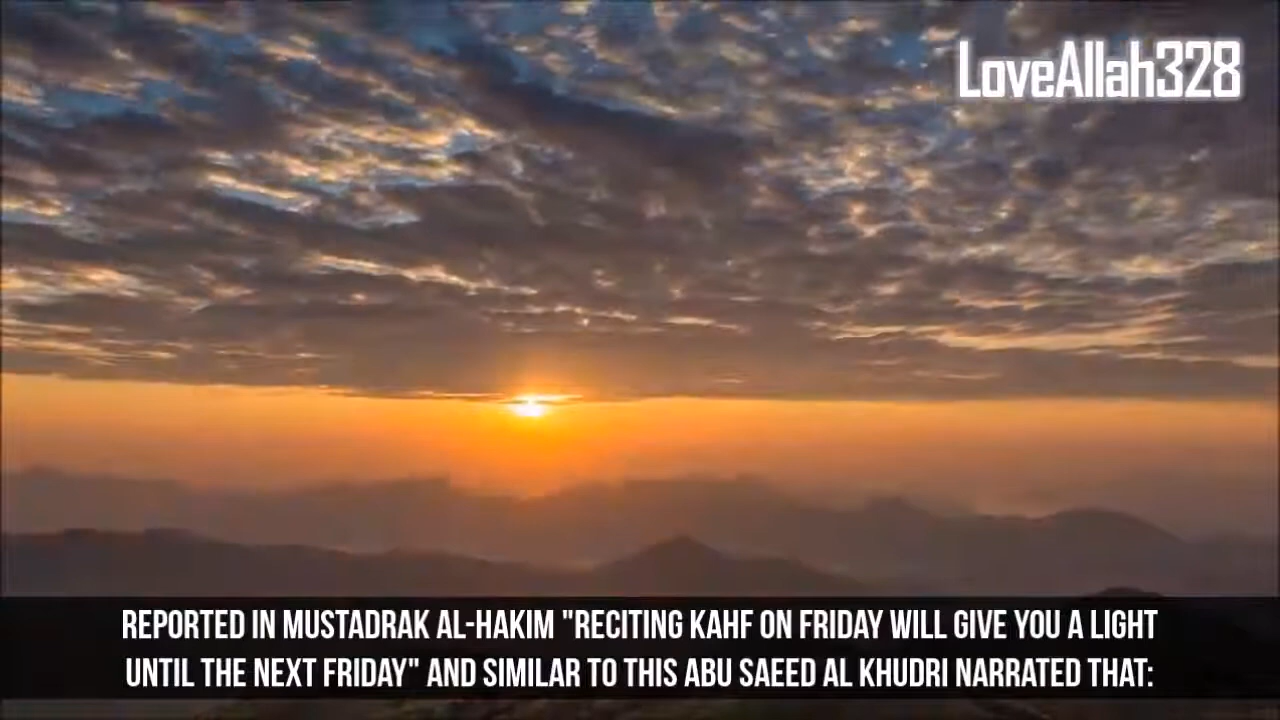 LoveAllah328
REPORTED IN MUSTADRAK AL-HAKIM "RECITING KAHF ON FRIDAY WILL GIVE YOU A LIGHT
UNTIL THE NEXT FRIDAY" AND SIMILAR TO THIS ABU SAEED AL KHUDRI NARRATED THAT: